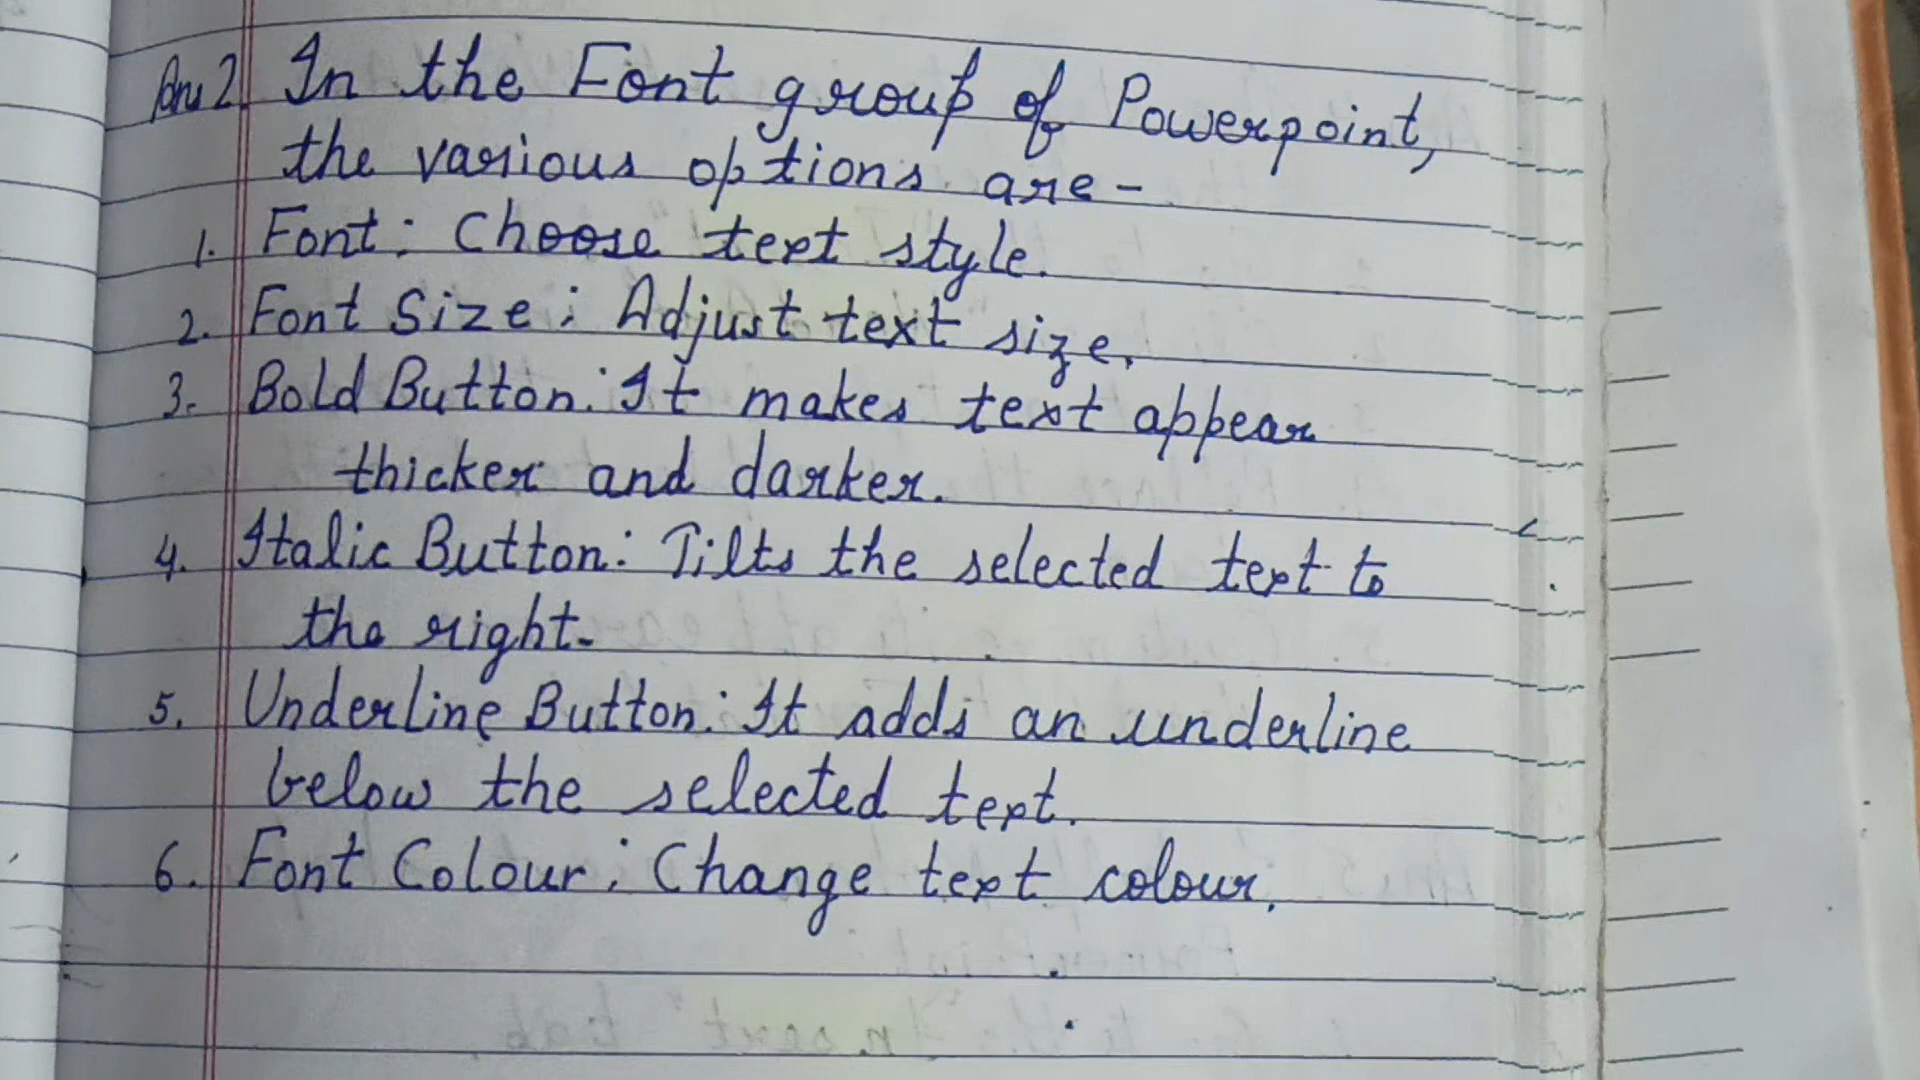 Ans 2. In the Font group of Powerpoint,
the various options are -
1. Font : Choose text style.
2. Font Size : Adjust text size.
3. Bold Button : It makes text appear
thicker and darker.
4. Italic Button : Tilts the selected text to
the right.
5. Underline Button : It adds an underline
below the selected text.
6. Font Colour : Change text colour.